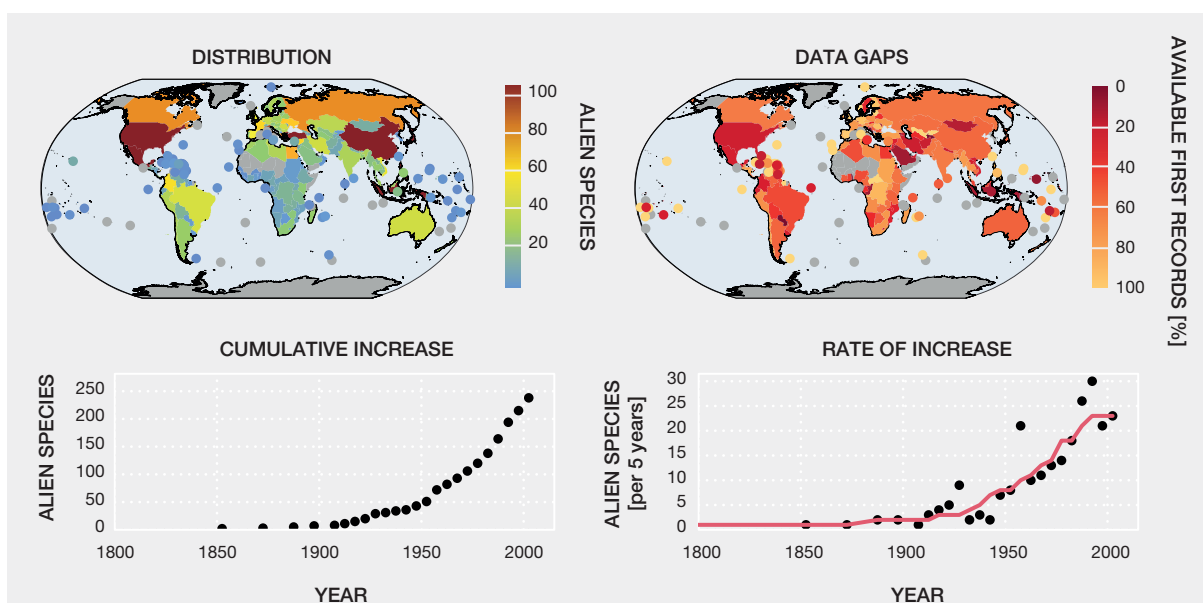 DISTRIBUTION
100
80
60
40
20
ALIEN SPECIES
DATA GAPS
0
20
40
60
80
100
AVAILABLE FIRST RECORDS [%]
CUMULATIVE INCREASE
ALIEN SPECIES
250
200
150
100
50
0
1800 1850 1900 1950 2000
YEAR
RATE OF INCREASE
ALIEN SPECIES
[per 5 years]
30
25
20
15
10
5
0
1800 1850 1900 1950 2000
YEAR